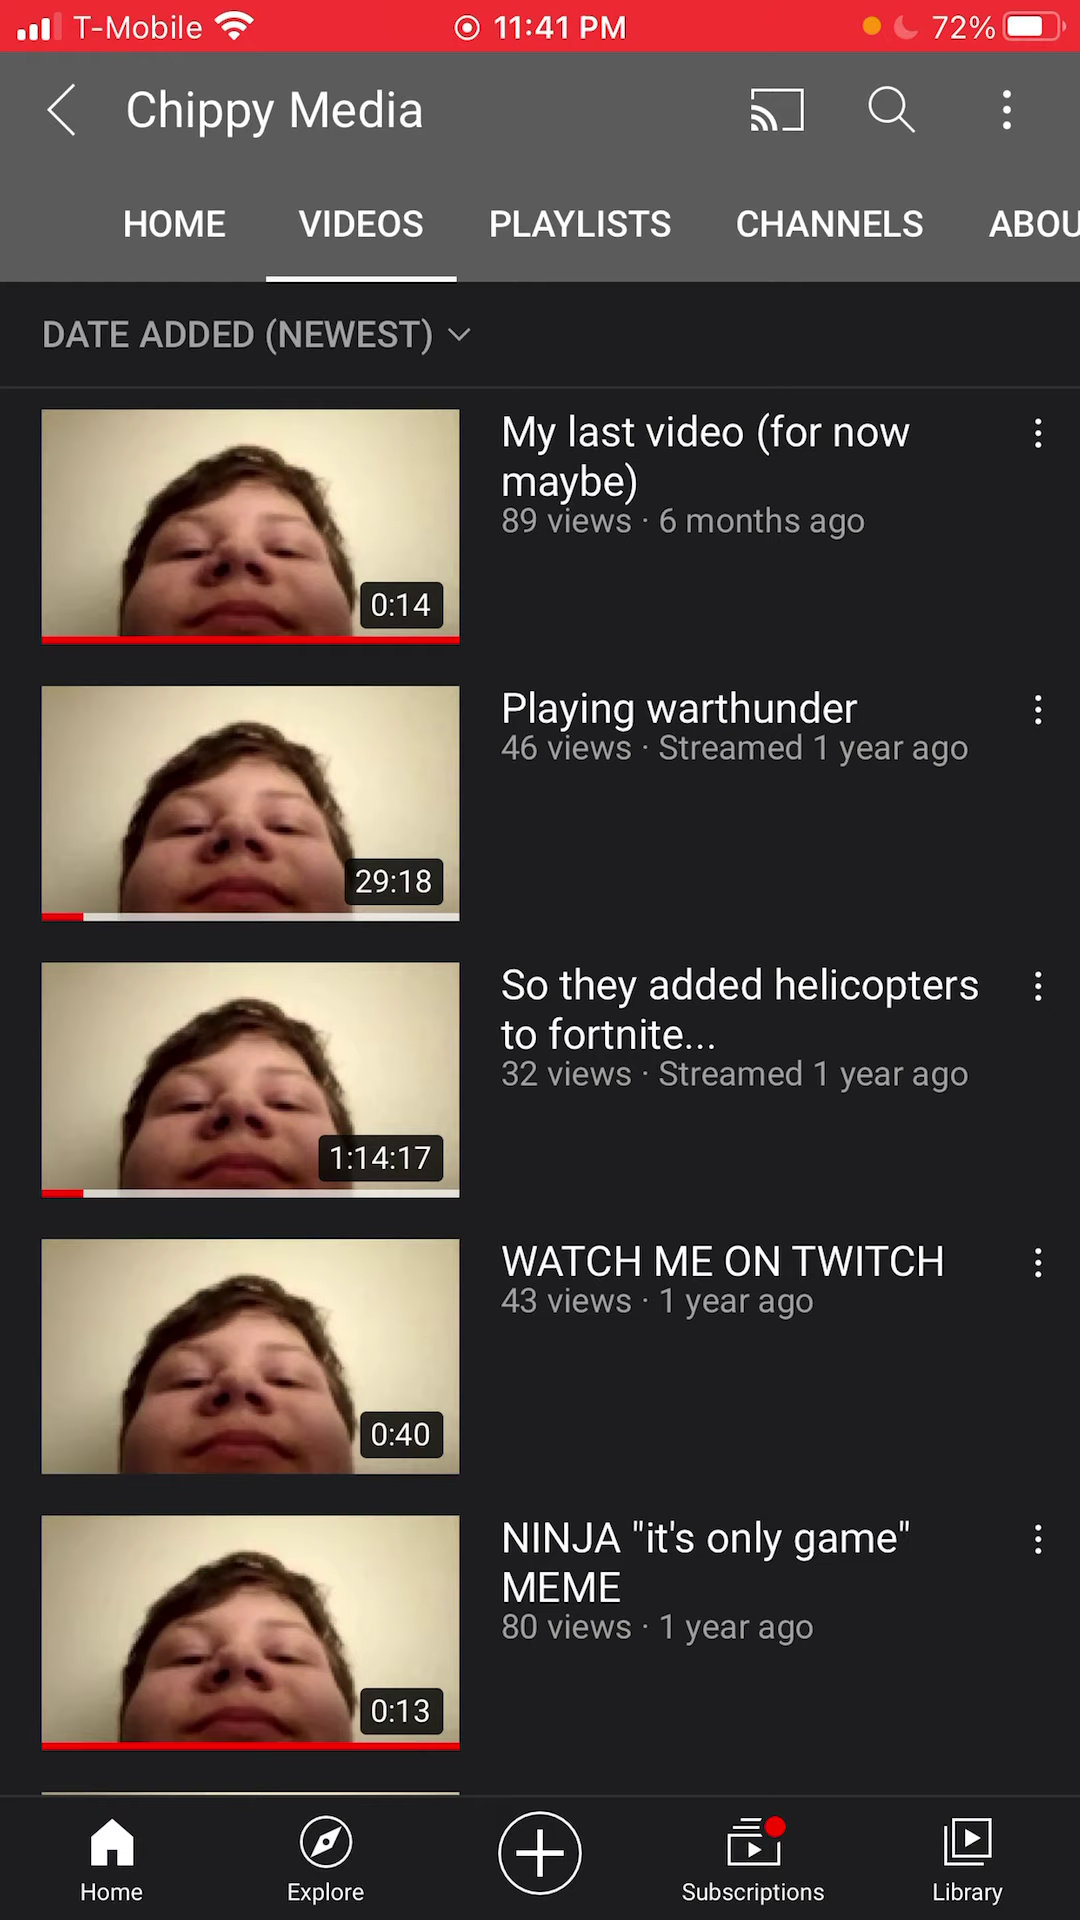 T-Mobile 11:41 PM 72%
Chippy Media
HOME VIDEOS PLAYLISTS CHANNELS ABOU
DATE ADDED (NEWEST)
My last video (for now
maybe)
89 views · 6 months ago
0:14
Playing warthunder
46 views · Streamed 1 year ago
29:18
So they added helicopters
to fortnite...
32 views · Streamed 1 year ago
1:14:17
WATCH ME ON TWITCH
43 views · 1 year ago
0:40
NINJA "it's only game"
MEME
80 views · 1 year ago
0:13
Home Explore Subscriptions Library